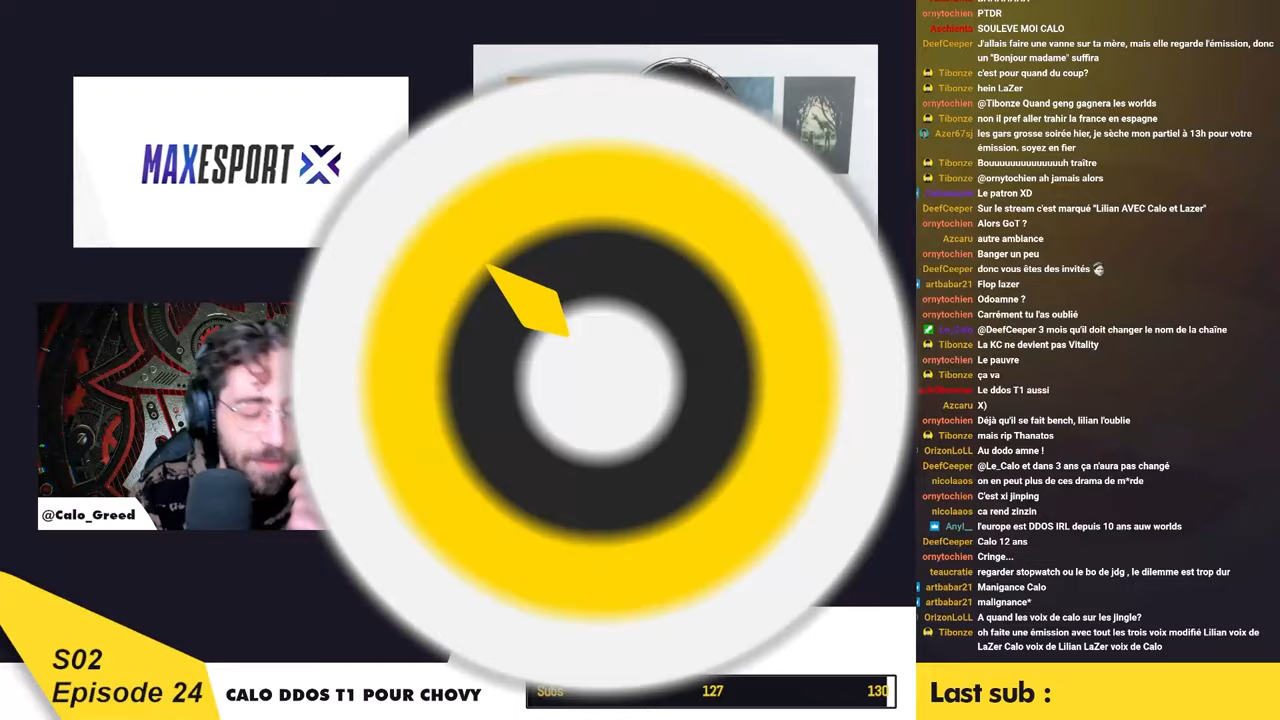 MAXESPORT
@Calo_Greed
S02
Episode 24
CALO DDOS T1 POUR CHOVY
Subs 127 130
Last sub :
ornytochien PTDR
Aschienta SOULEVE MOI CALO
DeefCeeper J'allais faire une vanne sur ta mère, mais elle regarde l'émission, donc
un "Bonjour madame" suffira
Tibonze c'est pour quand du coup?
Tibonze hein LaZer
ornytochien @Tibonze Quand geng gagnera les worlds
Tibonze non il pref aller trahir la france en espagne
Azer67sj les gars grosse soirée hier, je sèche mon partiel à 13h pour votre
émission. soyez en fier
Tibonze Bouuuuuuuuuuuuuh traître
Tibonze @ornytochien ah jamais alors
Le patron XD
DeefCeeper Sur le stream c'est marqué "Lilian AVEC Calo et Lazer"
ornytochien Alors GoT ?
Azcaru autre ambiance
ornytochien Banger un peu
DeefCeeper donc vous êtes des invités
artbabar21 Flop lazer
ornytochien Odoamne ?
ornytochien Carrément tu l'as oublié
Le_Calo @DeefCeeper 3 mois qu'il doit changer le nom de la chaîne
Tibonze La KC ne devient pas Vitality
ornytochien Le pauvre
Tibonze ça va
Le ddos T1 aussi
Azcaru X)
ornytochien Déjà qu'il se fait bench, lilian l'oublie
Tibonze mais rip Thanatos
OrizonLoLL Au dodo amne !
DeefCeeper @Le_Calo et dans 3 ans ça n'aura pas changé
nicolaaos on en peut plus de ces drama de m*rde
ornytochien C'est xi jinping
nicolaaos ca rend zinzin
Anyl__ l'europe est DDOS IRL depuis 10 ans auw worlds
DeefCeeper Calo 12 ans
ornytochien Cringe...
teaucratie regarder stopwatch ou le bo de jdg , le dilemme est trop dur
artbabar21 Manigance Calo
artbabar21 malignance*
OrizonLoLL A quand les voix de calo sur les jingle?
Tibonze oh faite une émission avec tout les trois voix modifié Lilian voix de
LaZer Calo voix de Lilian LaZer voix de Calo